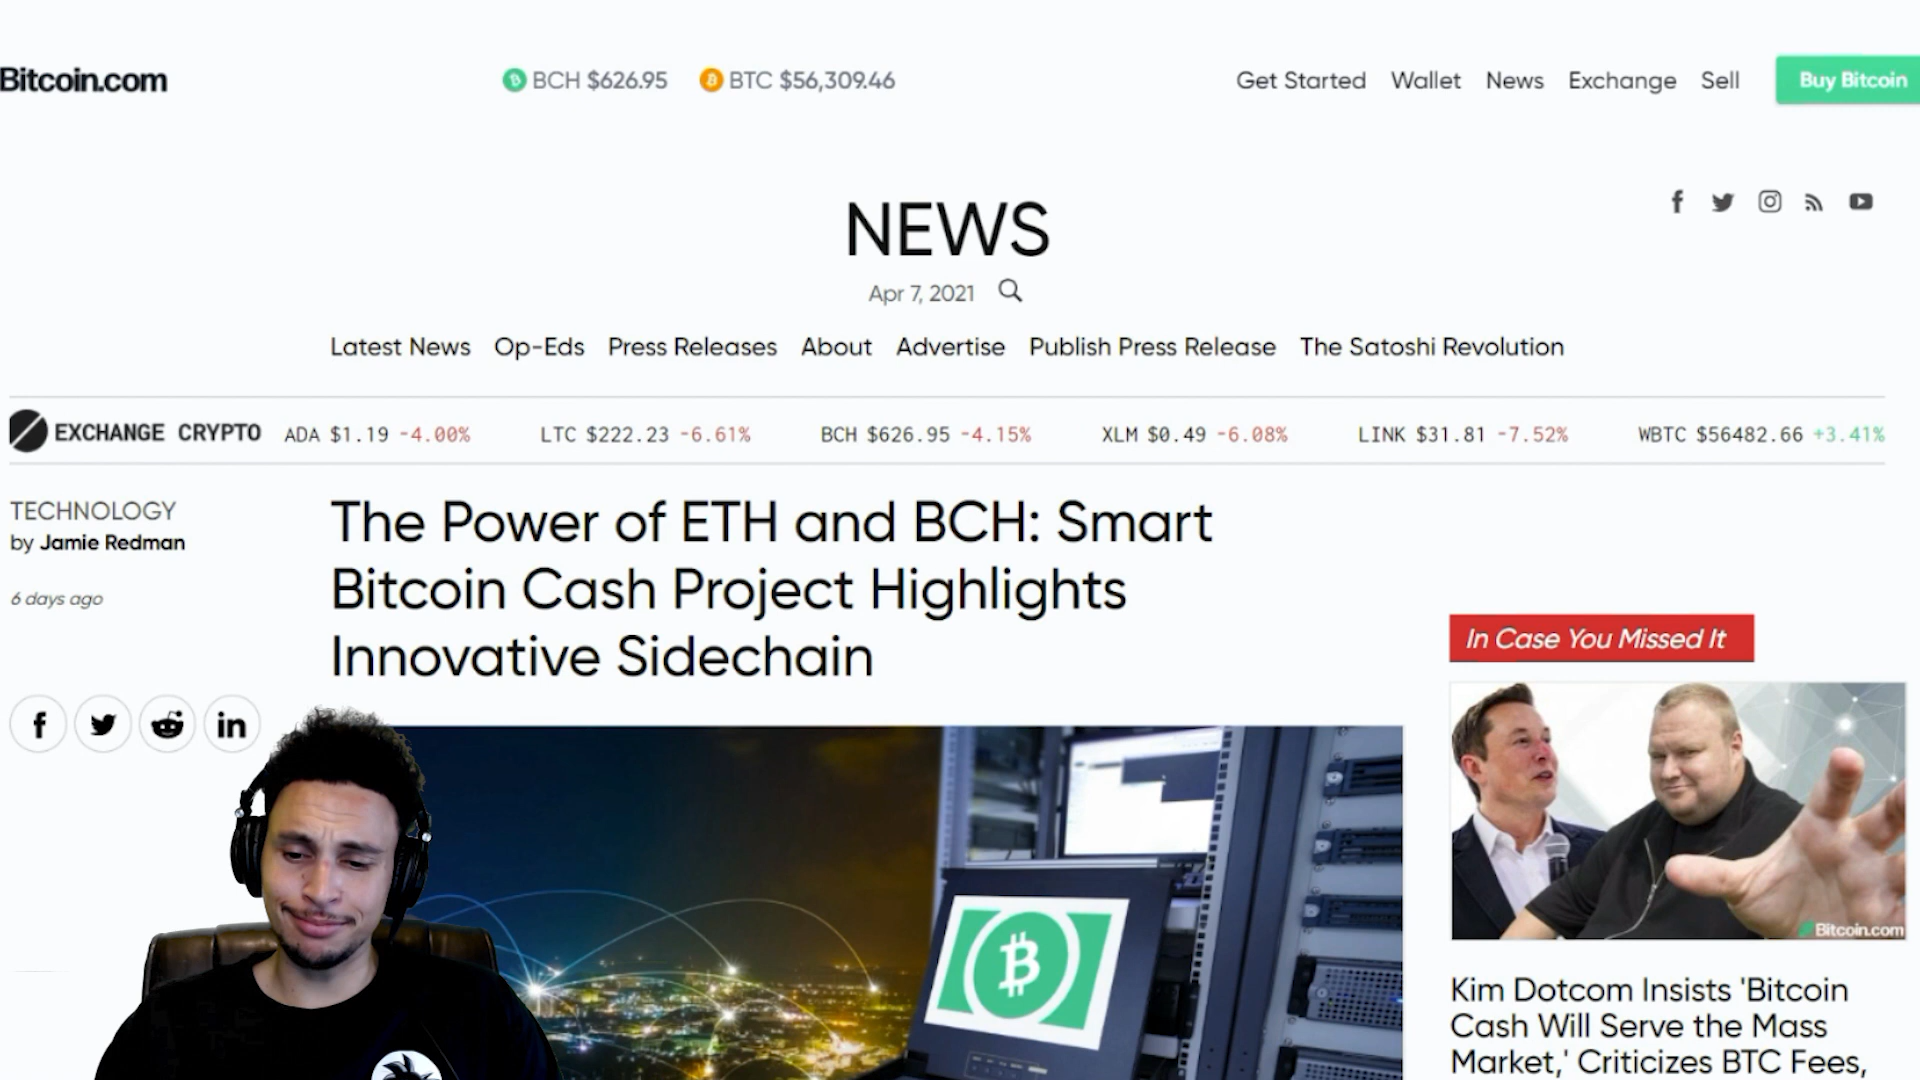 Bitcoin.com
BCH $626.95 BTC $56,309.46
Get Started Wallet News Exchange Sell Buy Bitcoin
NEWS
Apr 7, 2021
Latest News Op-Eds Press Releases About Advertise Publish Press Release The Satoshi Revolution
EXCHANGE CRYPTO ADA $1.19 -4.00% LTC $222.23 -6.61% BCH $626.95 -4.15% XLM $0.49 -6.08% LINK $31.81 -7.52% WBTC $56482.66 +3.41%
TECHNOLOGY
by Jamie Redman
6 days ago
The Power of ETH and BCH: Smart
Bitcoin Cash Project Highlights
Innovative Sidechain
In Case You Missed It
Bitcoin.com
Kim Dotcom Insists 'Bitcoin
Cash Will Serve the Mass
Market,' Criticizes BTC Fees,